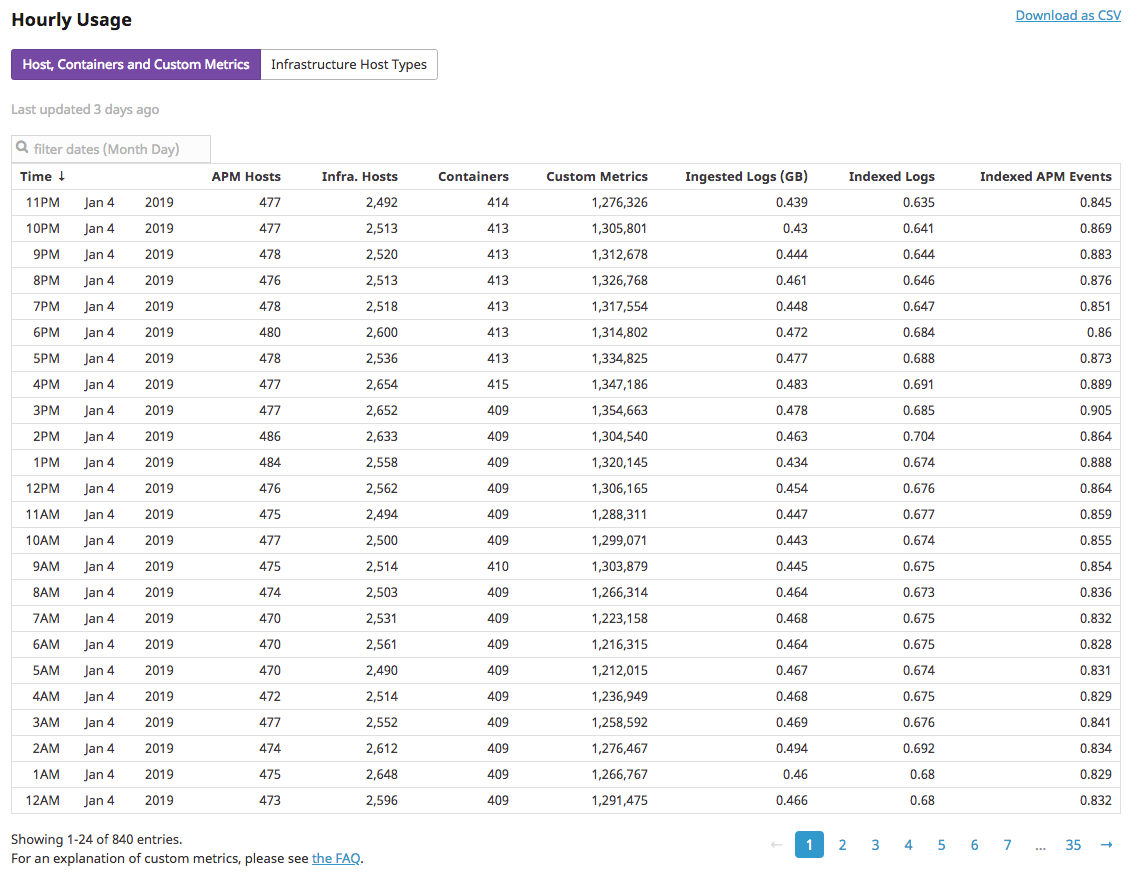 Hourly Usage
Download as CSV
Host, Containers and Custom Metrics Infrastructure Host Types
Last updated 3 days ago
filter dates (Month Day)
Time ↓ APM Hosts Infra. Hosts Containers Custom Metrics Ingested Logs (GB) Indexed Logs Indexed APM Events
11PM Jan 4 2019 477 2,492 414 1,276,326 0.439 0.635 0.845
10PM Jan 4 2019 477 2,513 413 1,305,801 0.43 0.641 0.869
9PM Jan 4 2019 478 2,520 413 1,312,678 0.444 0.644 0.883
8PM Jan 4 2019 476 2,513 413 1,326,768 0.461 0.646 0.876
7PM Jan 4 2019 478 2,518 413 1,317,554 0.448 0.647 0.851
6PM Jan 4 2019 480 2,600 413 1,314,802 0.472 0.684 0.86
5PM Jan 4 2019 478 2,536 413 1,334,825 0.477 0.688 0.873
4PM Jan 4 2019 477 2,654 415 1,347,186 0.483 0.691 0.889
3PM Jan 4 2019 477 2,652 409 1,354,663 0.478 0.685 0.905
2PM Jan 4 2019 486 2,633 409 1,304,540 0.463 0.704 0.864
1PM Jan 4 2019 484 2,558 409 1,320,145 0.434 0.674 0.888
12PM Jan 4 2019 476 2,562 409 1,306,165 0.454 0.676 0.864
11AM Jan 4 2019 475 2,494 409 1,288,311 0.447 0.677 0.859
10AM Jan 4 2019 477 2,500 409 1,299,071 0.443 0.674 0.855
9AM Jan 4 2019 475 2,514 410 1,303,879 0.445 0.675 0.854
8AM Jan 4 2019 474 2,503 409 1,266,314 0.464 0.673 0.836
7AM Jan 4 2019 470 2,531 409 1,223,158 0.468 0.675 0.832
6AM Jan 4 2019 470 2,561 409 1,216,315 0.464 0.675 0.828
5AM Jan 4 2019 470 2,490 409 1,212,015 0.467 0.674 0.831
4AM Jan 4 2019 472 2,514 409 1,236,949 0.468 0.675 0.829
3AM Jan 4 2019 477 2,552 409 1,258,592 0.469 0.676 0.841
2AM Jan 4 2019 474 2,612 409 1,276,467 0.494 0.692 0.834
1AM Jan 4 2019 475 2,648 409 1,266,767 0.46 0.68 0.829
12AM Jan 4 2019 473 2,596 409 1,291,475 0.466 0.68 0.832
Showing 1-24 of 840 entries.
For an explanation of custom metrics, please see the FAQ.
← 1 2 3 4 5 6 7 ... 35 →